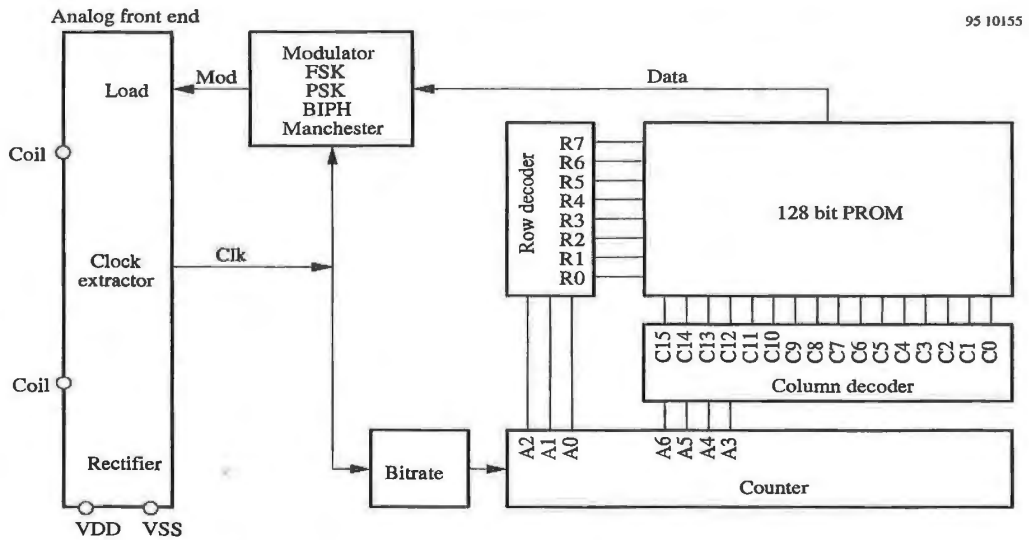 Analog front end
95 10155
Load
Mod
Modulator
FSK
PSK
BIPH
Manchester
Data
Coil
Row decoder
R7
R6
R5
R4
R3
R2
R1
R0
128 bit PROM
Clk
Clock
extractor
C15 C14 C13 C12 C11 C10 C9 C8 C7 C6 C5 C4 C3 C2 C1 C0
Column decoder
Coil
A2 A1 A0
A6 A5 A4 A3
Rectifier
Bitrate
Counter
VDD
VSS